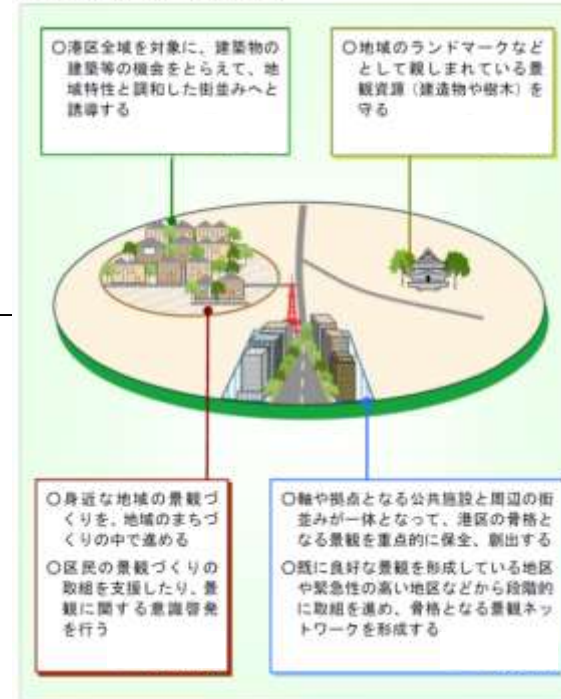 〇港区全域を対象に、建築物の
建築等の機会をとらえて、地
域特性と調和した街並みへと
誘導する
〇地域のランドマークなど
として親しまれている景
観資源（建造物や樹木）を
守る
〇身近な地域の景観づ
くりを、地域のまちづ
くりの中で進める
〇区民の景観づくりの
取組を支援したり、景
観に関する意識啓発
を行う
〇軸や拠点となる公共施設と周辺の街
並みが一体となって、港区の骨格と
なる景観を重点的に保全、創出する
〇既に良好な景観を形成している地区
や緊急性の高い地区などから段階的
に取組を進め、骨格となる景観ネッ
トワークを形成する